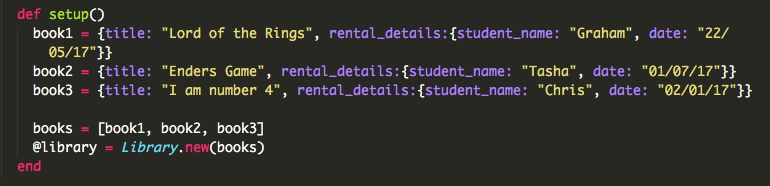 def setup()
book1 = {title: "Lord of the Rings", rental_details:{student_name: "Graham", date: "22/
05/17"}}
book2 = {title: "Enders Game", rental_details:{student_name: "Tasha", date: "01/07/17"}}
book3 = {title: "I am number 4", rental_details:{student_name: "Chris", date: "02/01/17"}}
books = [book1, book2, book3]
@library = Library.new(books)
end